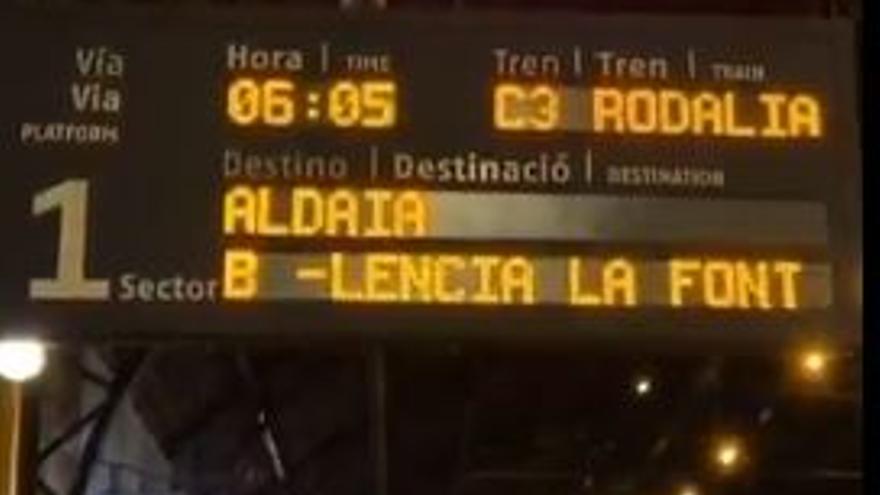 Vía
Via
PLATFORM
1
Hora | TIME
06:05
Tren | Tren | TRAIN
C3 RODALIA
Destino | Destinació | DESTINATION
ALDAIA
Sector B -LENCIA LA FONT